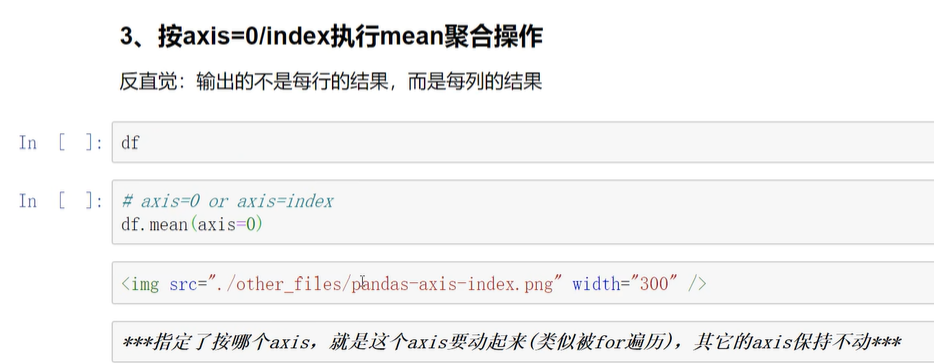 3、按axis=0/index执行mean聚合操作
反直觉：输出的不是每行的结果，而是每列的结果
In [ ]: df
In [ ]: # axis=0 or axis=index
df.mean(axis=0)
<img src="./other_files/pandas-axis-index.png" width="300" />
***指定了按哪个axis，就是这个axis要动起来(类似被for遍历)，其它的axis保持不动***